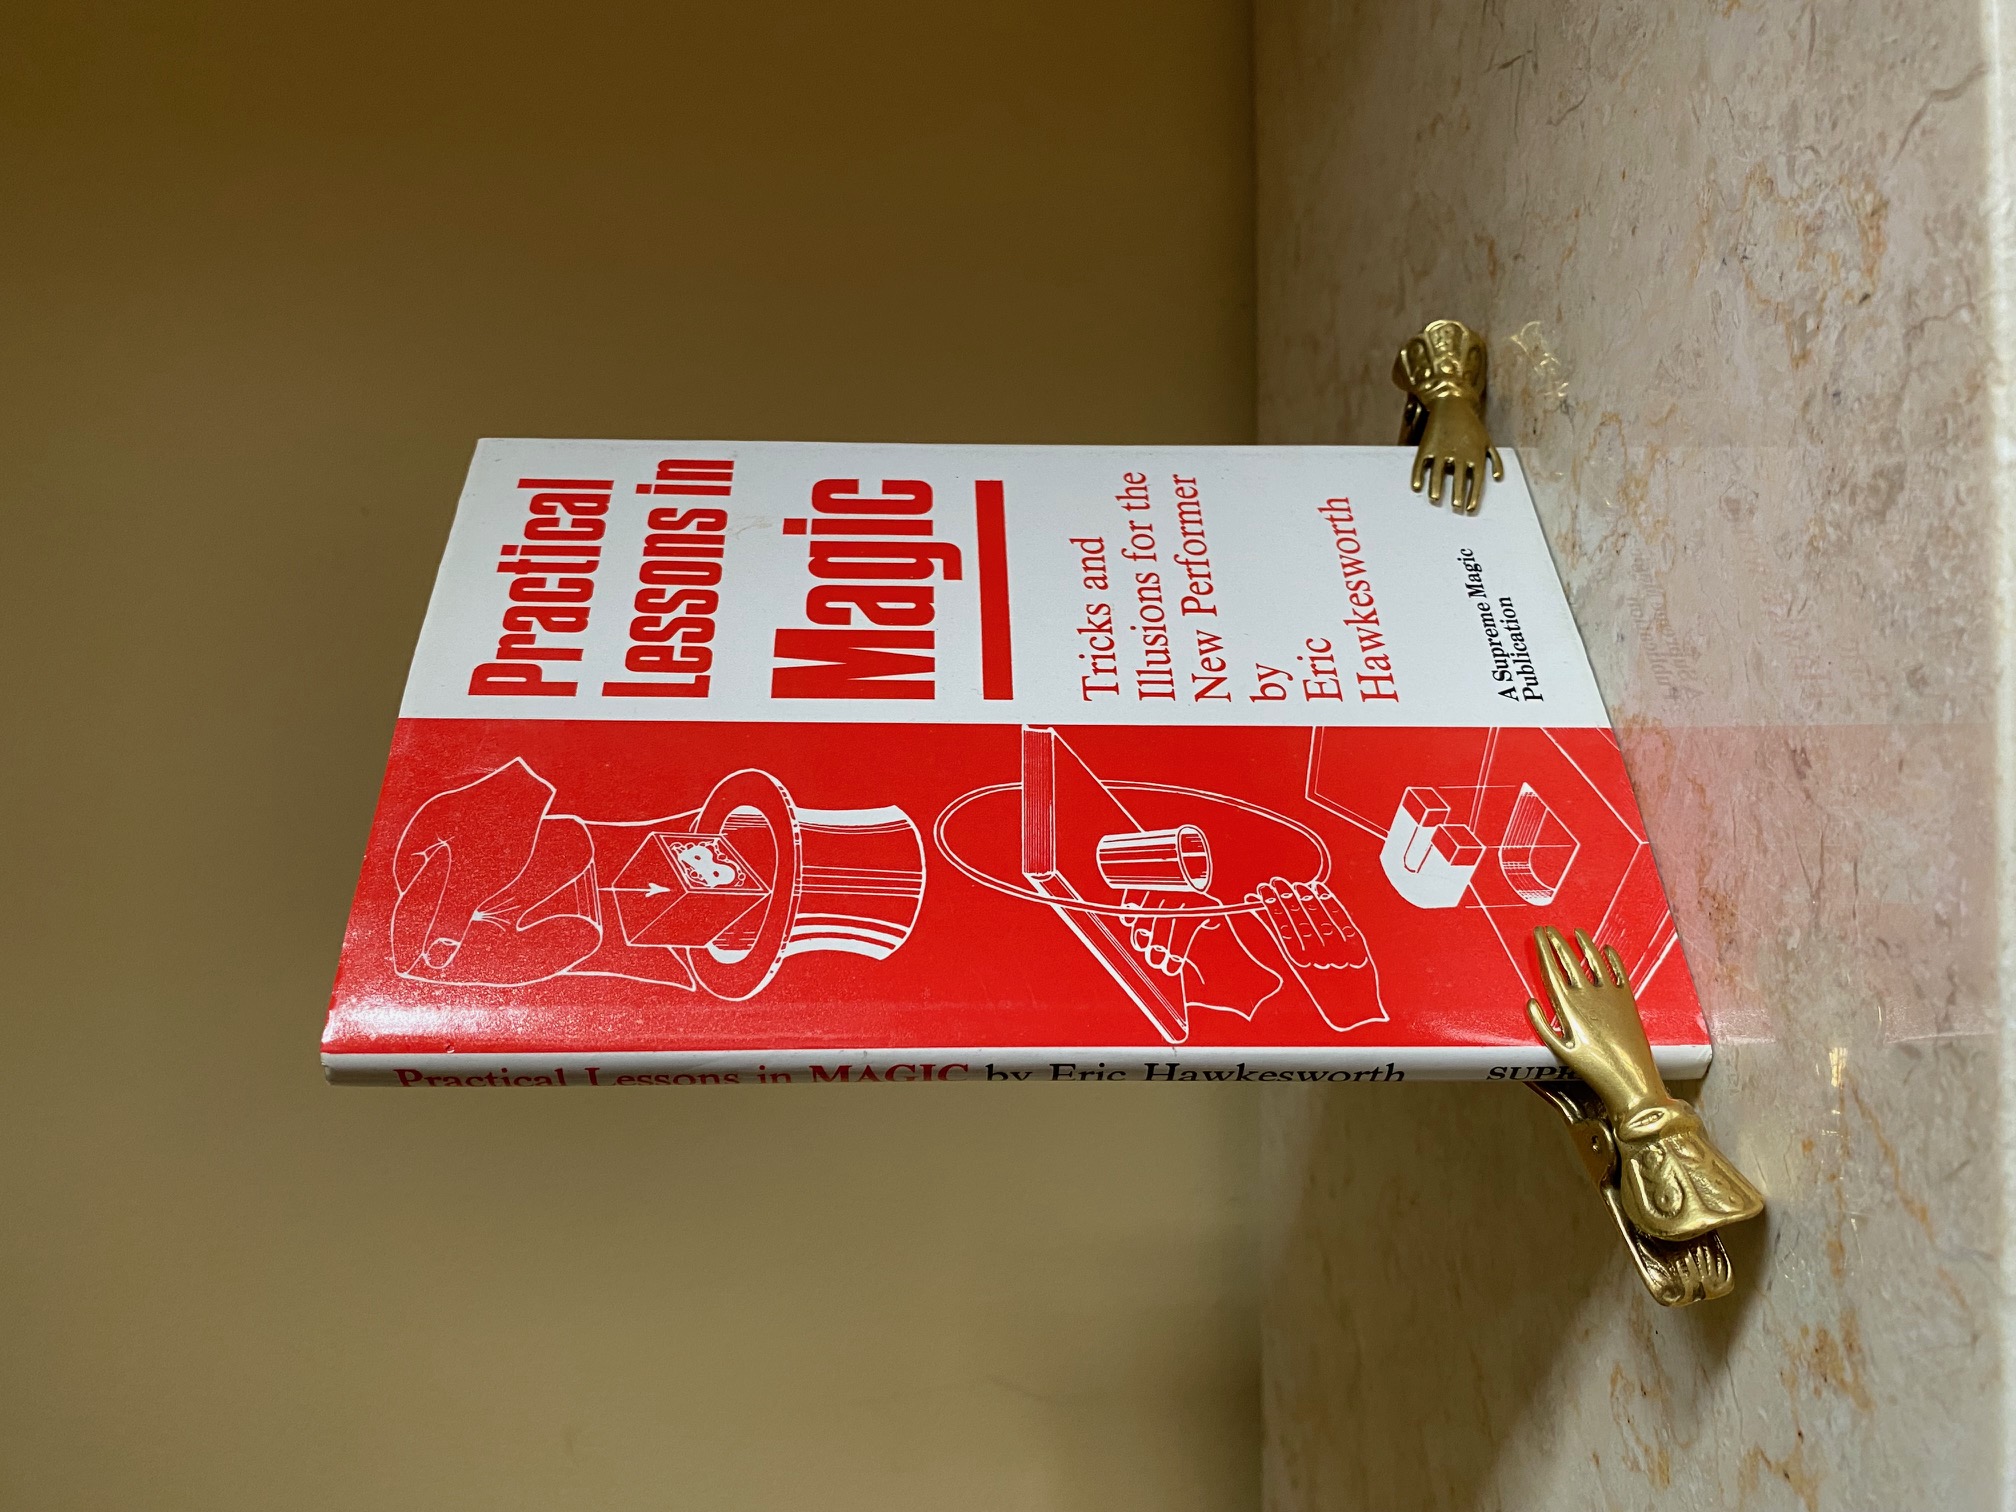 Practical
Lessons in
Magic
Tricks and
Illusions for the
New Performer
by
Eric
Hawkesworth
A Supreme Magic
Publication
Practical Lessons in MAGIC by Eric Hawkesworth